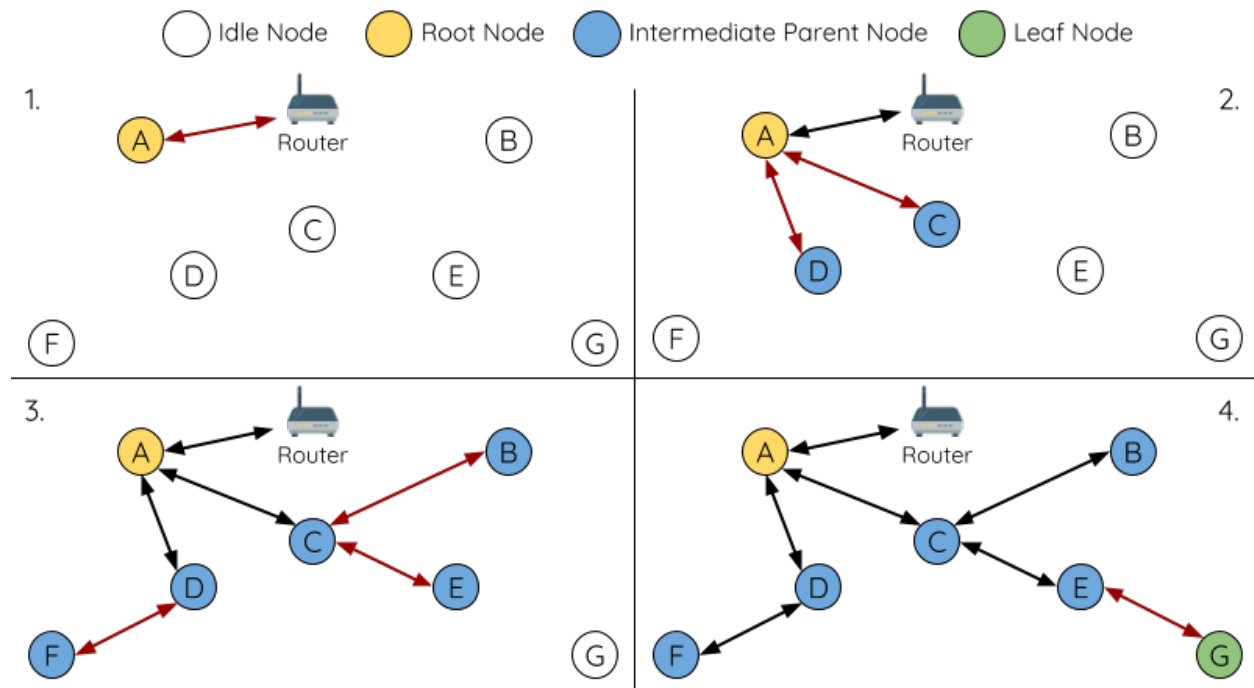 Idle Node
Root Node
Intermediate Parent Node
Leaf Node
1.
A
Router
B
C
D
E
F
G
2.
A
Router
B
C
D
E
F
G
3.
A
Router
B
C
D
E
F
G
4.
A
Router
B
C
D
E
F
G